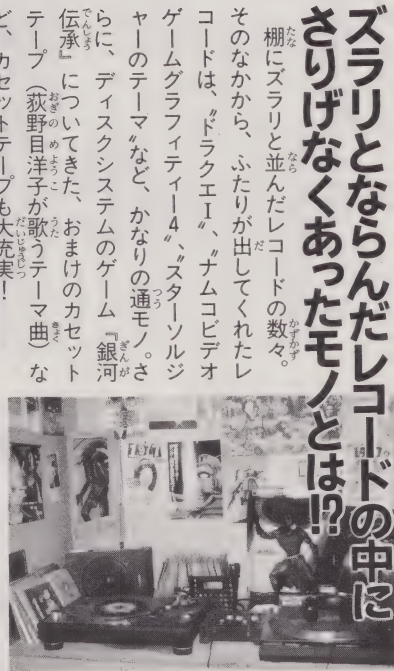 ズラリとならんだレコードの中に
さりげなくあったモノとは!?
棚にズラリと並んだレコードの数々。
そのなかから、ふたりが出してくれたレ
コードは、〝ドラクエⅠ〟、〝ナムコビデオ
ゲームグラフィティー4〟、〝スターソルジ
ャーのテーマ〟など、かなりの通モノ。さ
らに、ディスクシステムのゲーム『銀河
伝承』についてきた、おまけのカセット
テープ（荻野目洋子が歌うテーマ曲）な
ど、カセットテープも大充実！